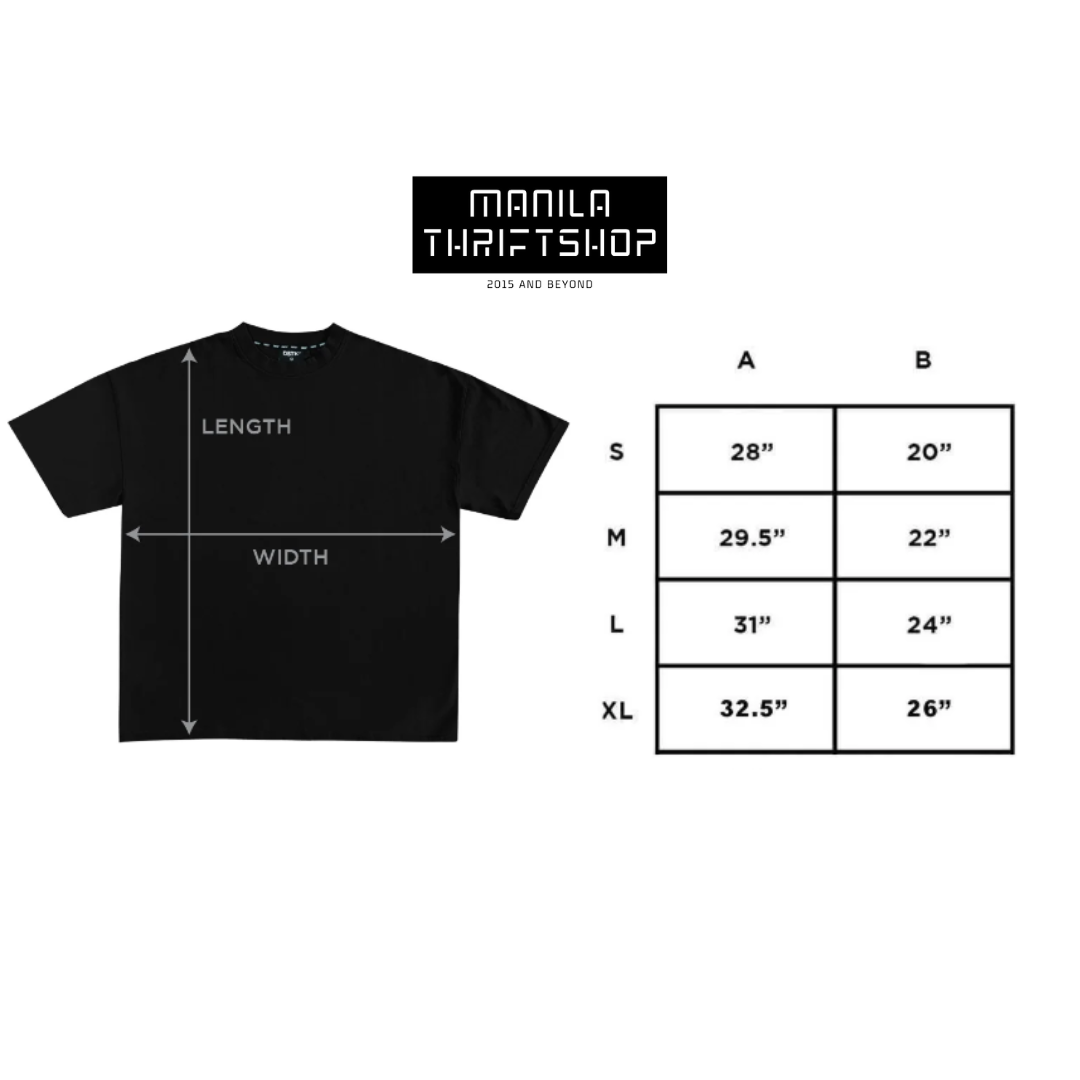 MANILA
THRIFTSHOP
2015 AND BEYOND
LENGTH
WIDTH
A B
S 28” 20”
M 29.5” 22”
L 31” 24”
XL 32.5” 26”